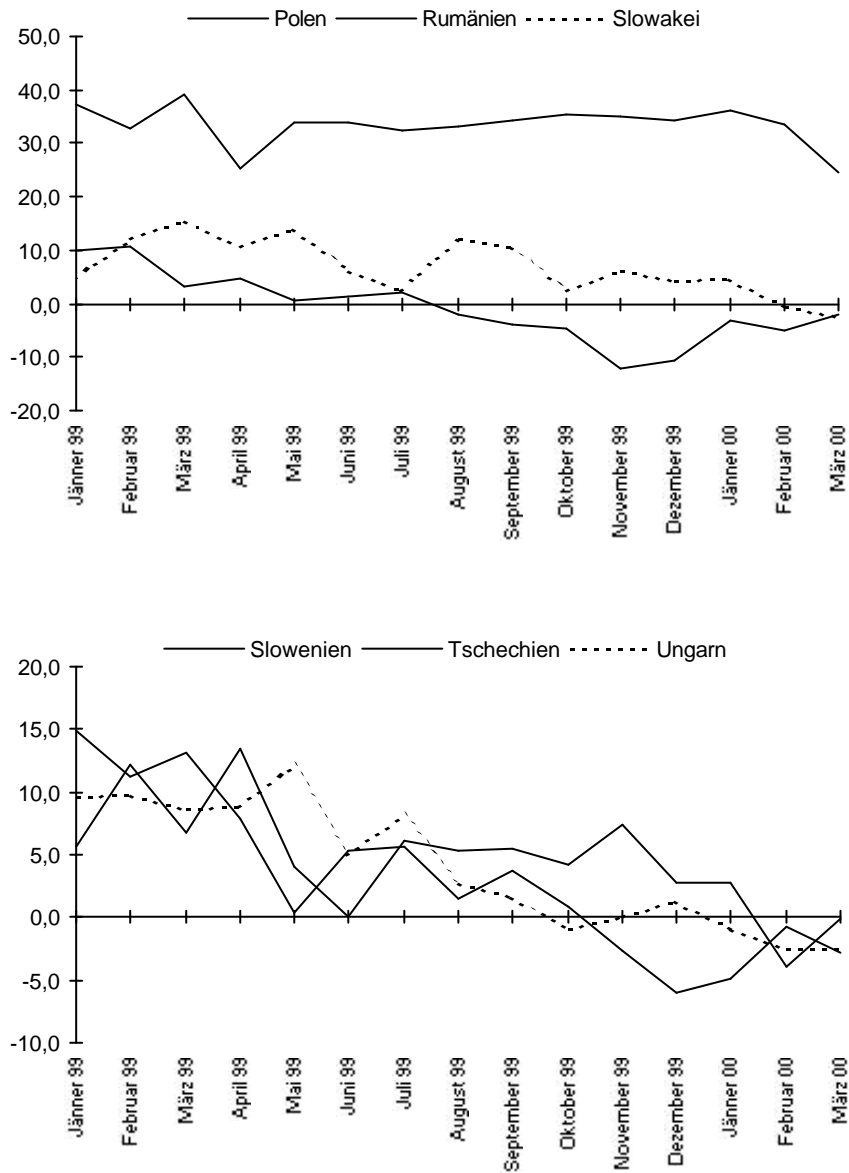 Polen Rumänien Slowakei
50,0
40,0
30,0
20,0
10,0
0,0
-10,0
-20,0
Jänner 99
Februar 99
März 99
April 99
Mai 99
Juni 99
Juli 99
August 99
September 99
Oktober 99
November 99
Dezember 99
Jänner 00
Februar 00
März 00
Slowenien Tschechien Ungarn
20,0
15,0
10,0
5,0
0,0
-5,0
-10,0
Jänner 99
Februar 99
März 99
April 99
Mai 99
Juni 99
Juli 99
August 99
September 99
Oktober 99
November 99
Dezember 99
Jänner 00
Februar 00
März 00